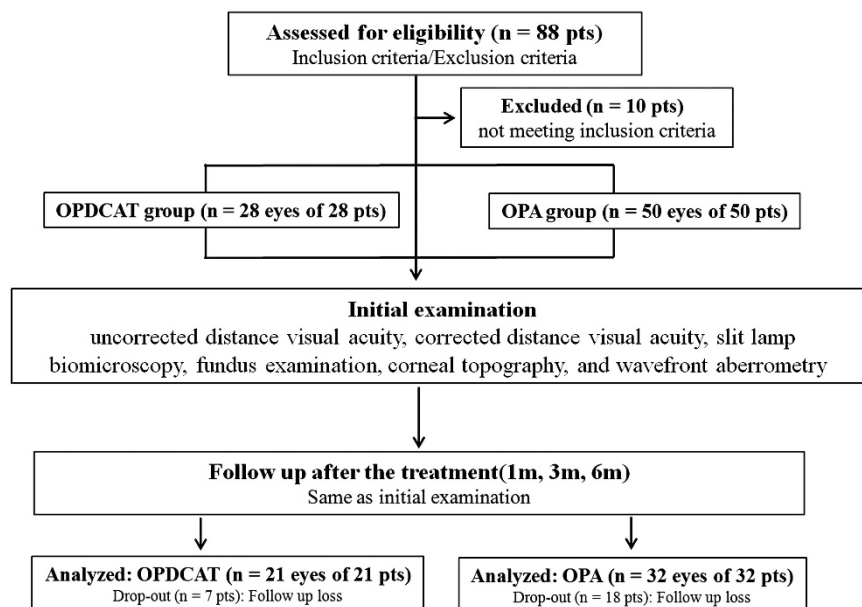 Assessed for eligibility (n = 88 pts)
Inclusion criteria/Exclusion criteria
Excluded (n = 10 pts)
not meeting inclusion criteria
OPDCAT group (n = 28 eyes of 28 pts)
OPA group (n = 50 eyes of 50 pts)
Initial examination
uncorrected distance visual acuity, corrected distance visual acuity, slit lamp
biomicroscopy, fundus examination, corneal topography, and wavefront aberrometry
Follow up after the treatment(1m, 3m, 6m)
Same as initial examination
Analyzed: OPDCAT (n = 21 eyes of 21 pts)
Drop-out (n = 7 pts): Follow up loss
Analyzed: OPA (n = 32 eyes of 32 pts)
Drop-out (n = 18 pts): Follow up loss